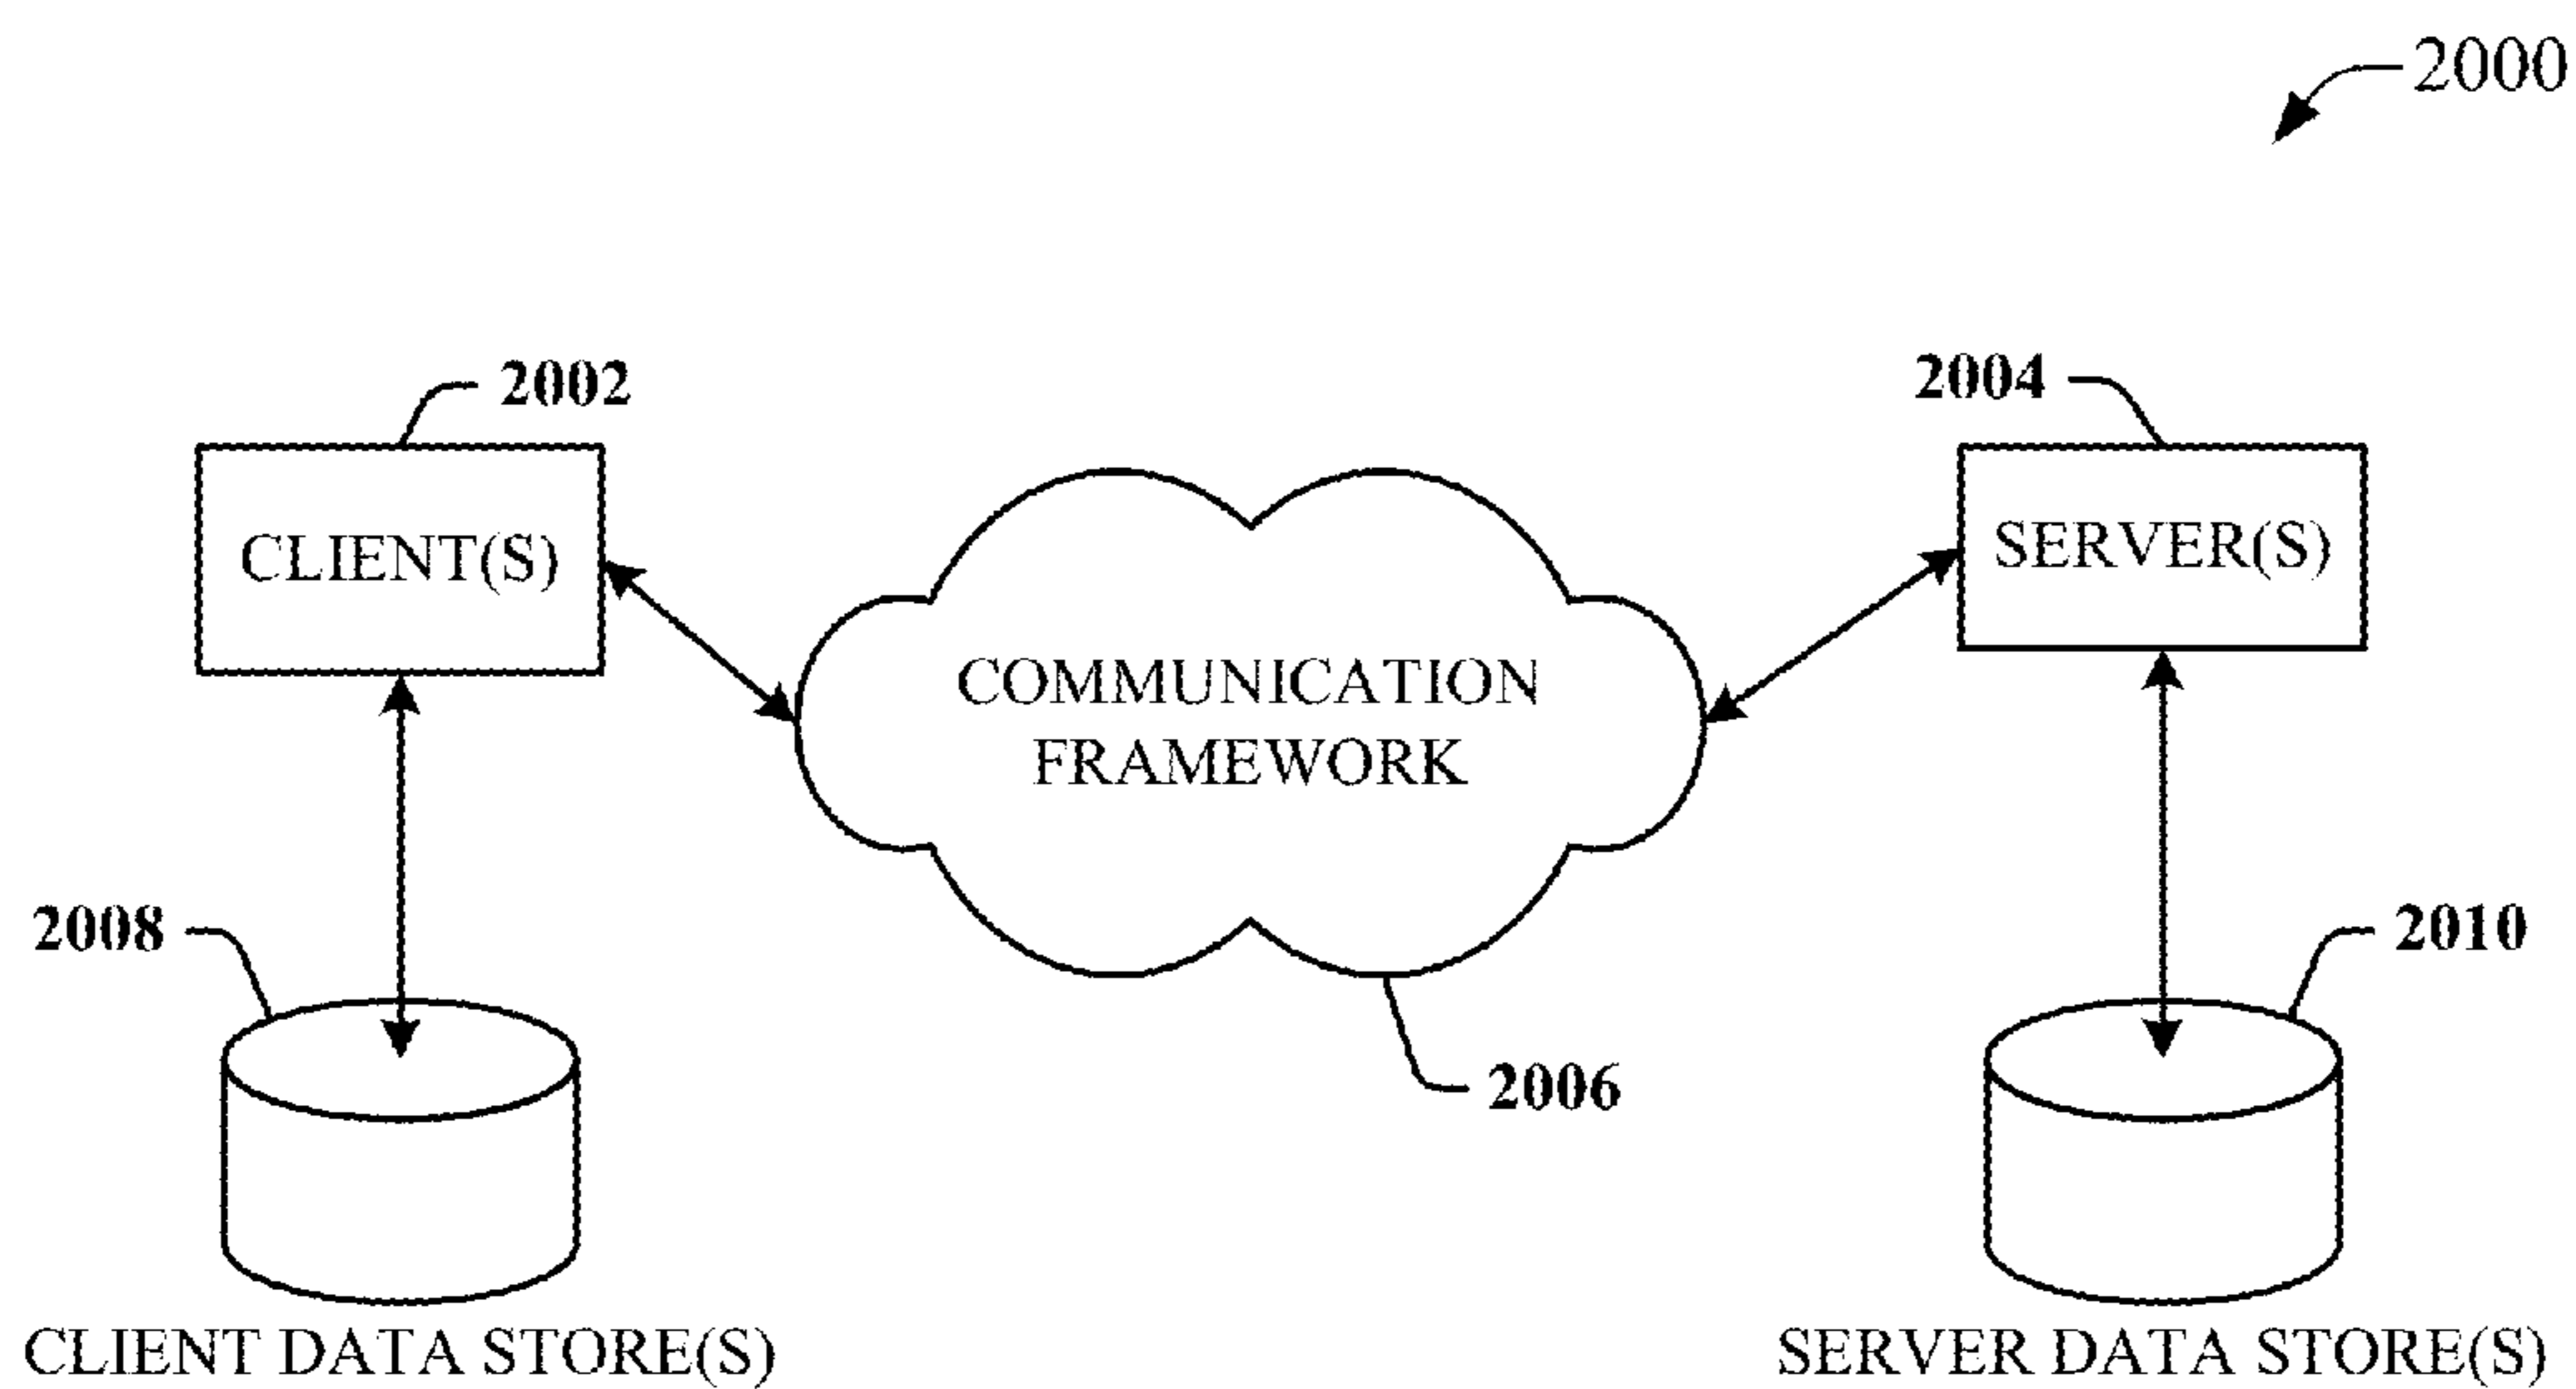 2000
2002
2004
CLIENT(S)
SERVER(S)
COMMUNICATION
FRAMEWORK
2008
2010
2006
CLIENT DATA STORE(S)
SERVER DATA STORE(S)